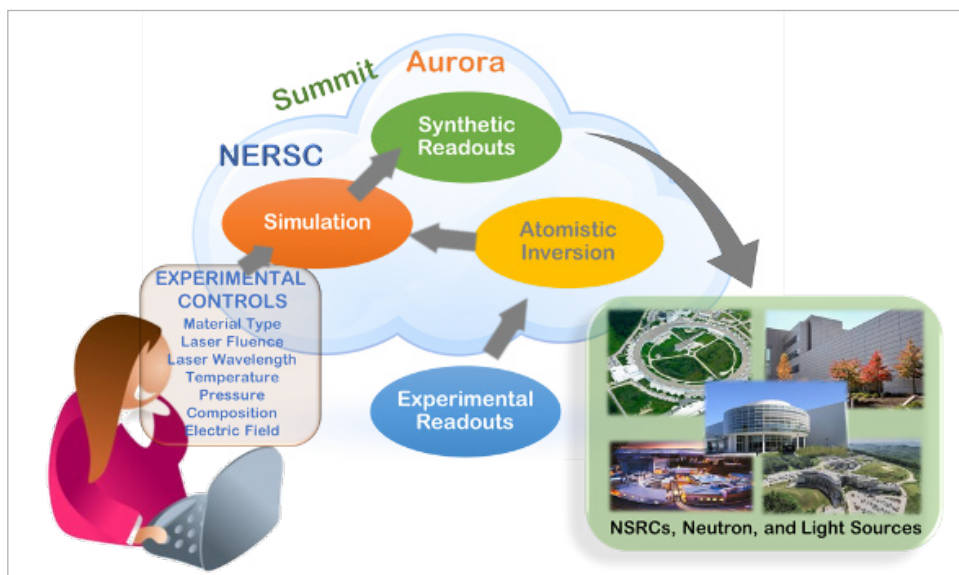 Summit
Aurora
Synthetic
Readouts
NERSC
Simulation
Atomistic
Inversion
EXPERIMENTAL
CONTROLS
Material Type
Laser Fluence
Laser Wavelength
Temperature
Pressure
Composition
Electric Field
Experimental
Readouts
NSRCs, Neutron, and Light Sources